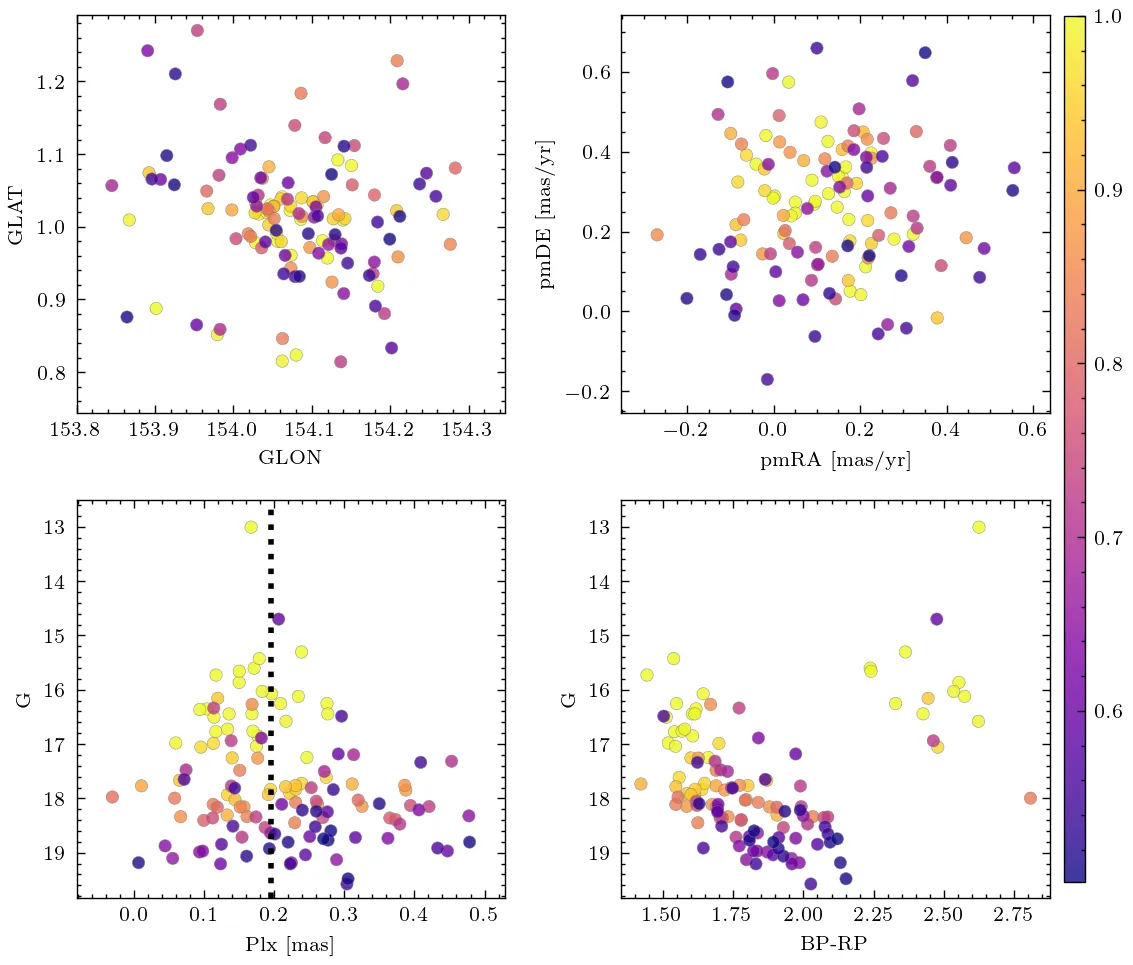 1.2
1.1
1.0
0.9
0.8
GLAT
153.8 153.9 154.0 154.1 154.2 154.3
GLON
0.6
0.4
0.2
0.0
−0.2
pmDE [mas/yr]
−0.2 0.0 0.2 0.4 0.6
pmRA [mas/yr]
1.0
0.9
0.8
0.7
0.6
13
14
15
16
17
18
19
G
0.0 0.1 0.2 0.3 0.4 0.5
Plx [mas]
13
14
15
16
17
18
19
G
1.50 1.75 2.00 2.25 2.50 2.75
BP-RP